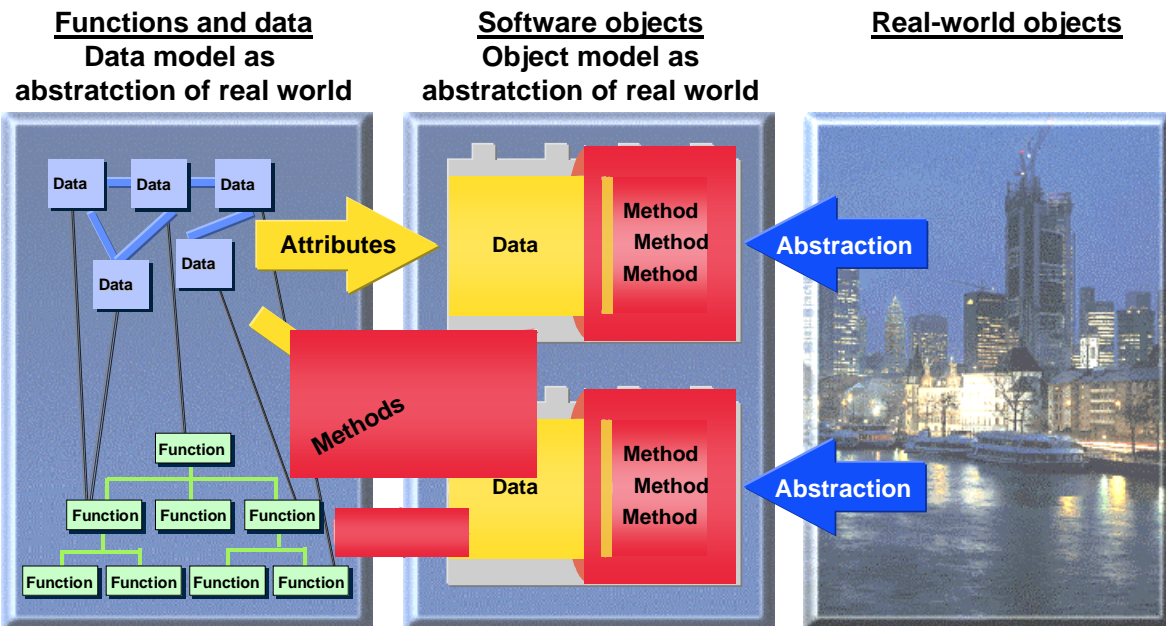 Functions and data
Data model as
abstratction of real world
Software objects
Object model as
abstratction of real world
Real-world objects
Data
Data
Data
Data
Data
Attributes
Methods
Function
Function
Function
Function
Function
Function
Function
Function
Data
Method
Method
Method
Data
Method
Method
Method
Abstraction
Abstraction